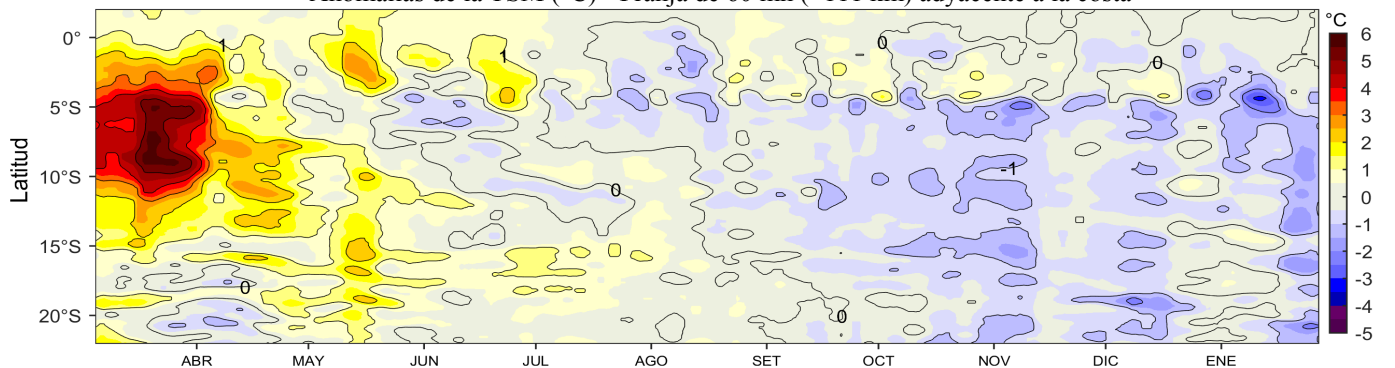 Anomalías de la TSM (°C) - Franja de 60 mn (~111 km) adyacente a la costa
°C
Latitud
0°
5°S
10°S
15°S
20°S
1
1
0
0
0
0
-1
0
6
5
4
3
2
1
0
-1
-2
-3
-4
-5
ABR MAY JUN JUL AGO SET OCT NOV DIC ENE